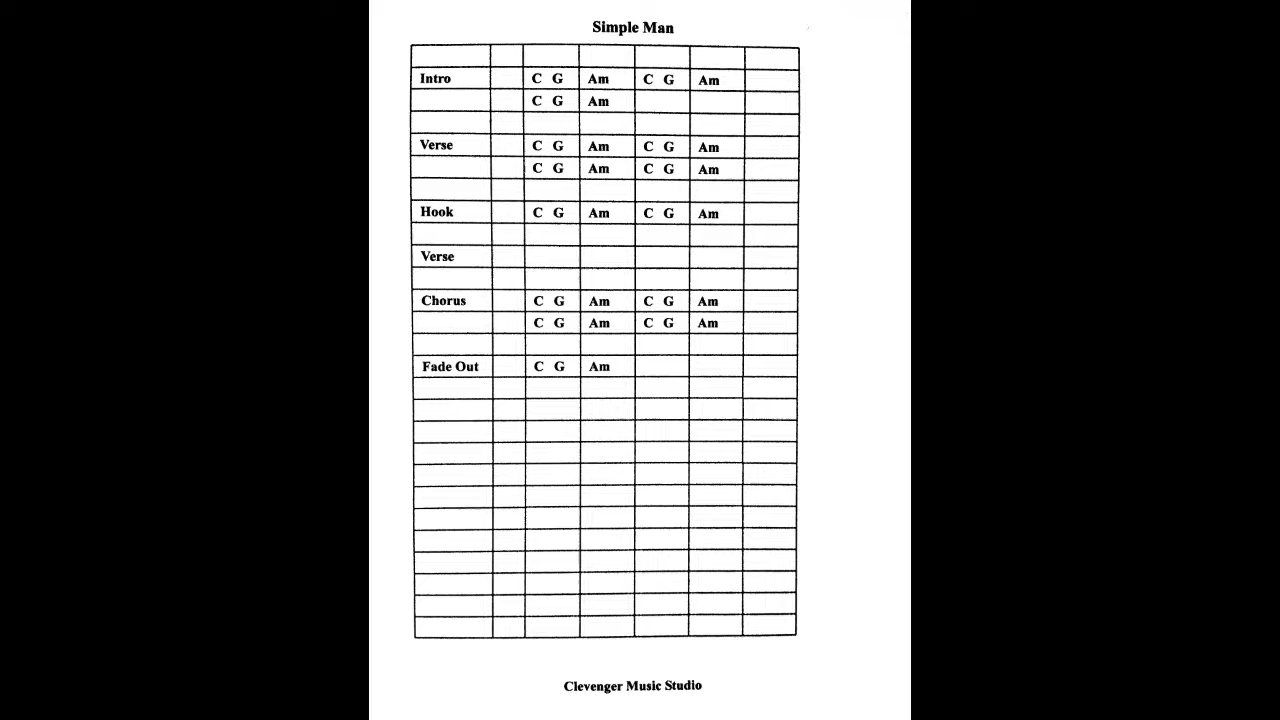 Simple Man
Intro C G Am C G Am
C G Am
Verse C G Am C G Am
C G Am C G Am
Hook C G Am C G Am
Verse
Chorus C G Am C G Am
C G Am C G Am
Fade Out C G Am
Clevenger Music Studio